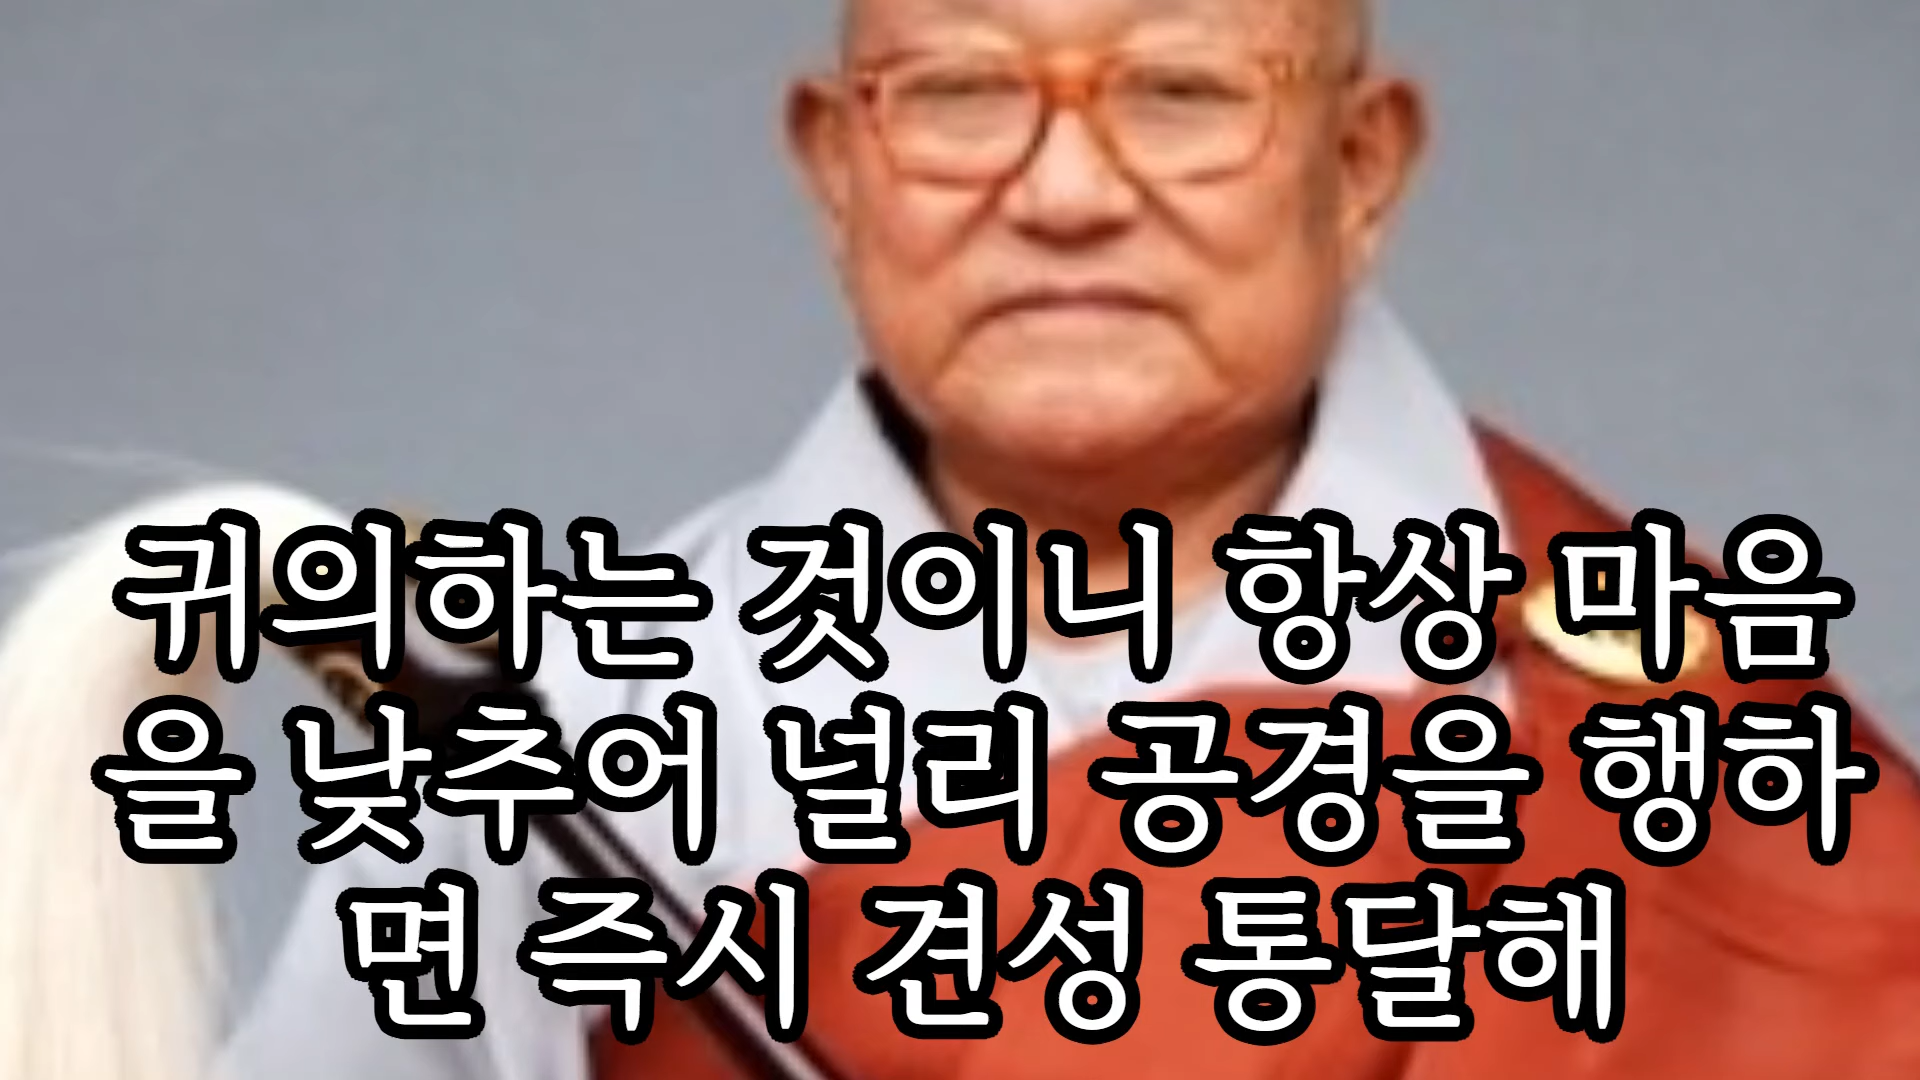 귀의하는 것이니 항상 마음
을 낮추어 널리 공경을 행하
면 즉시 견성 통달해